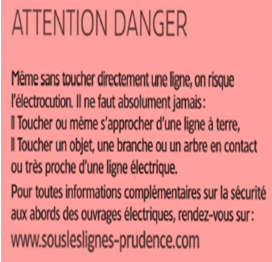 ATTENTION DANGER
Même sans toucher directement une ligne, on risque
l'électrocution. Il ne faut absolument jamais :
Toucher ou même s'approcher d'une ligne à terre,
Toucher un objet, une branche ou un arbre en contact
ou très proche d'une ligne électrique.
Pour toutes informations complémentaires sur la sécurité
aux abords des ouvrages électriques, rendez-vous sur :
www.souslesligne​s-prudence.com